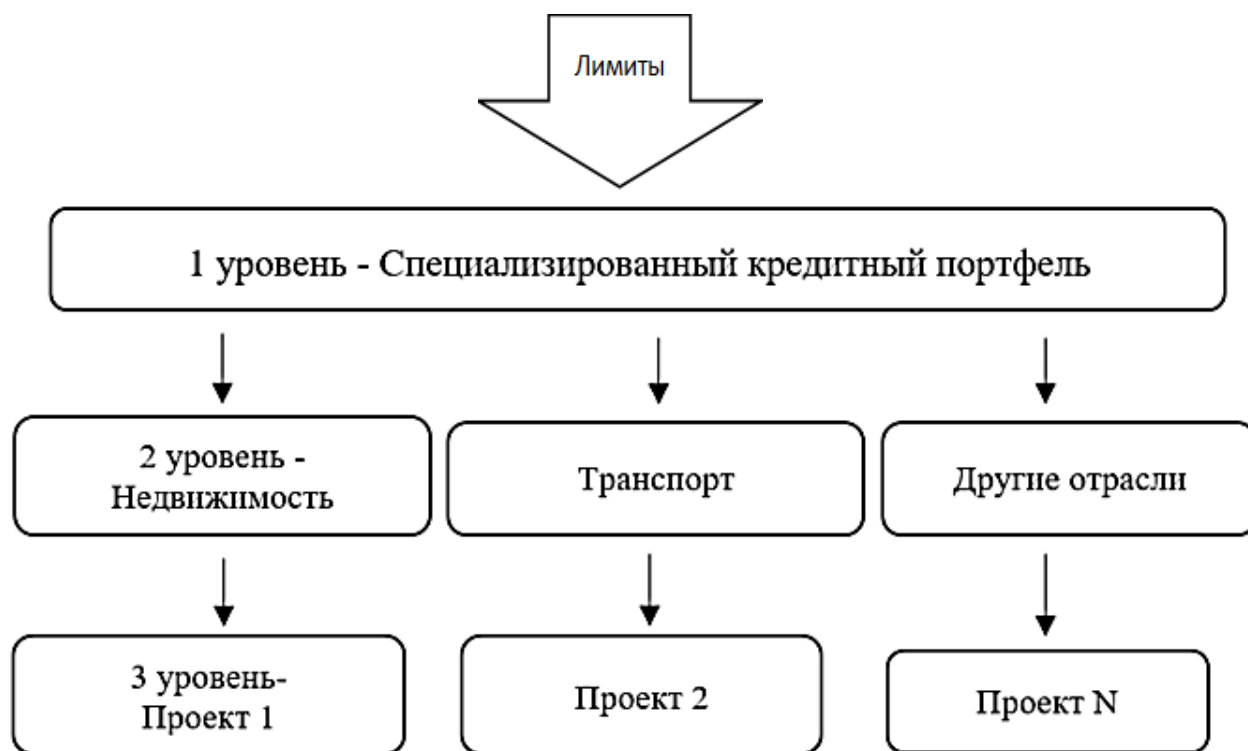 Лимиты
1 уровень - Специализированный кредитный портфель
2 уровень -
Недвижимость
Транспорт
Другие отрасли
3 уровень-
Проект 1
Проект 2
Проект N